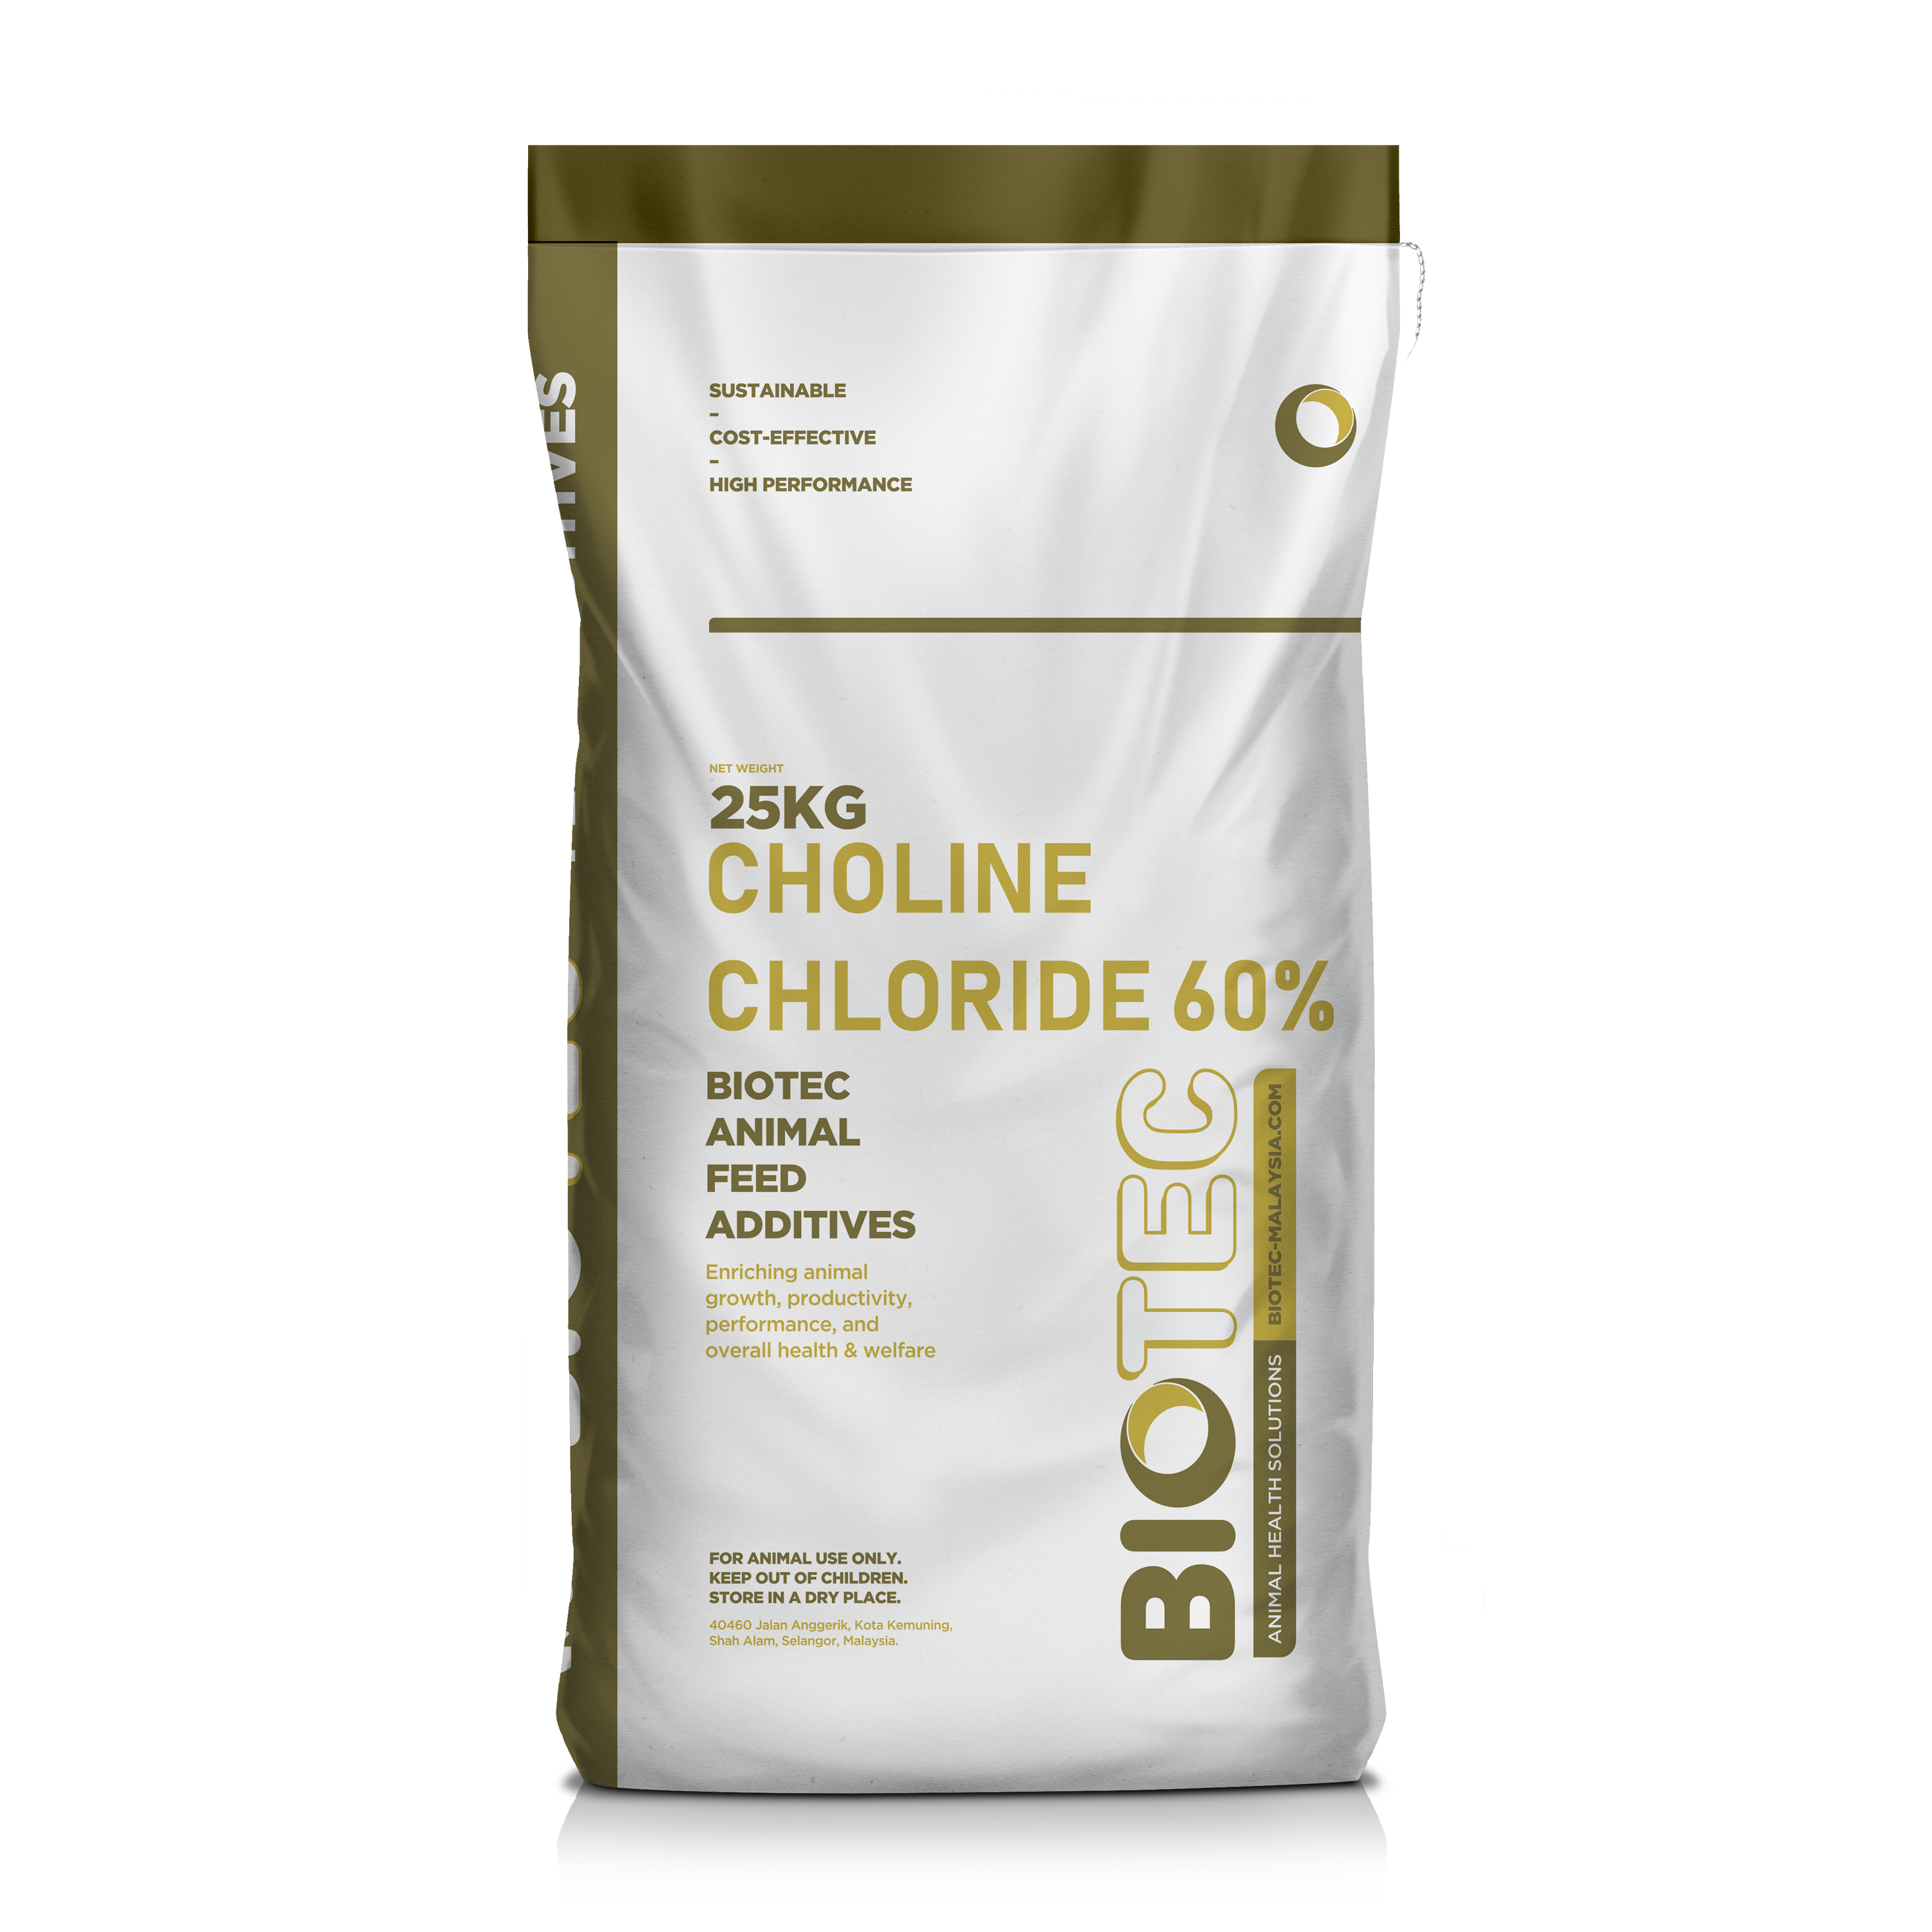 SUSTAINABLE
–
COST-EFFECTIVE
–
HIGH PERFORMANCE
NET WEIGHT
25KG
CHOLINE
CHLORIDE 60%
BIOTEC
ANIMAL
FEED
ADDITIVES
Enriching animal
growth, productivity,
performance, and
overall health & welfare
FOR ANIMAL USE ONLY.
KEEP OUT OF CHILDREN.
STORE IN A DRY PLACE.
40460 Jalan Anggerik, Kota Kemuning,
Shah Alam, Selangor, Malaysia.
BIOTEC
ANIMAL HEALTH SOLUTIONS BIOTEC-MALAYSIA.COM